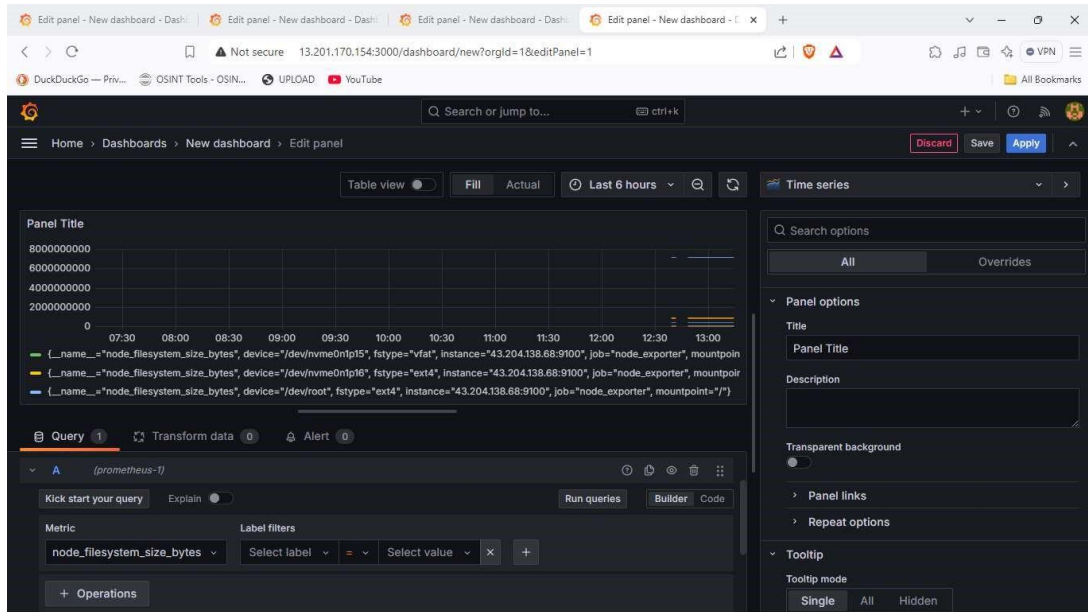 Edit panel - New dashboard - Dash
Edit panel - New dashboard - Dash
Edit panel - New dashboard - Dash
Edit panel - New dashboard - D
Not secure 13.201.170.154:3000/dashboard/new?orgId=1&editPanel=1
VPN
DuckDuckGo — Priv... OSINT Tools - OSIN... UPLOAD YouTube
All Bookmarks
Search or jump to... ctrl+k
Home › Dashboards › New dashboard › Edit panel
Discard Save Apply
Table view Fill Actual Last 6 hours
Time series
Panel Title
8000000000
6000000000
4000000000
2000000000
0
07:30 08:00 08:30 09:00 09:30 10:00 10:30 11:00 11:30 12:00 12:30 13:00
{__name__="node_filesystem_size_bytes", device="/dev/nvme0n1p15", fstype="vfat", instance="43.204.138.68:9100", job="node_exporter", mountpoin
{__name__="node_filesystem_size_bytes", device="/dev/nvme0n1p16", fstype="ext4", instance="43.204.138.68:9100", job="node_exporter", mountpoir
{__name__="node_filesystem_size_bytes", device="/dev/root", fstype="ext4", instance="43.204.138.68:9100", job="node_exporter", mountpoint="/"}
Query 1 Transform data 0 Alert 0
A (prometheus-1)
Kick start your query Explain Run queries Builder Code
Metric Label filters
node_filesystem_size_bytes Select label = Select value
+ Operations
Search options
All Overrides
Panel options
Title
Panel Title
Description
Transparent background
Panel links
Repeat options
Tooltip
Tooltip mode
Single All Hidden